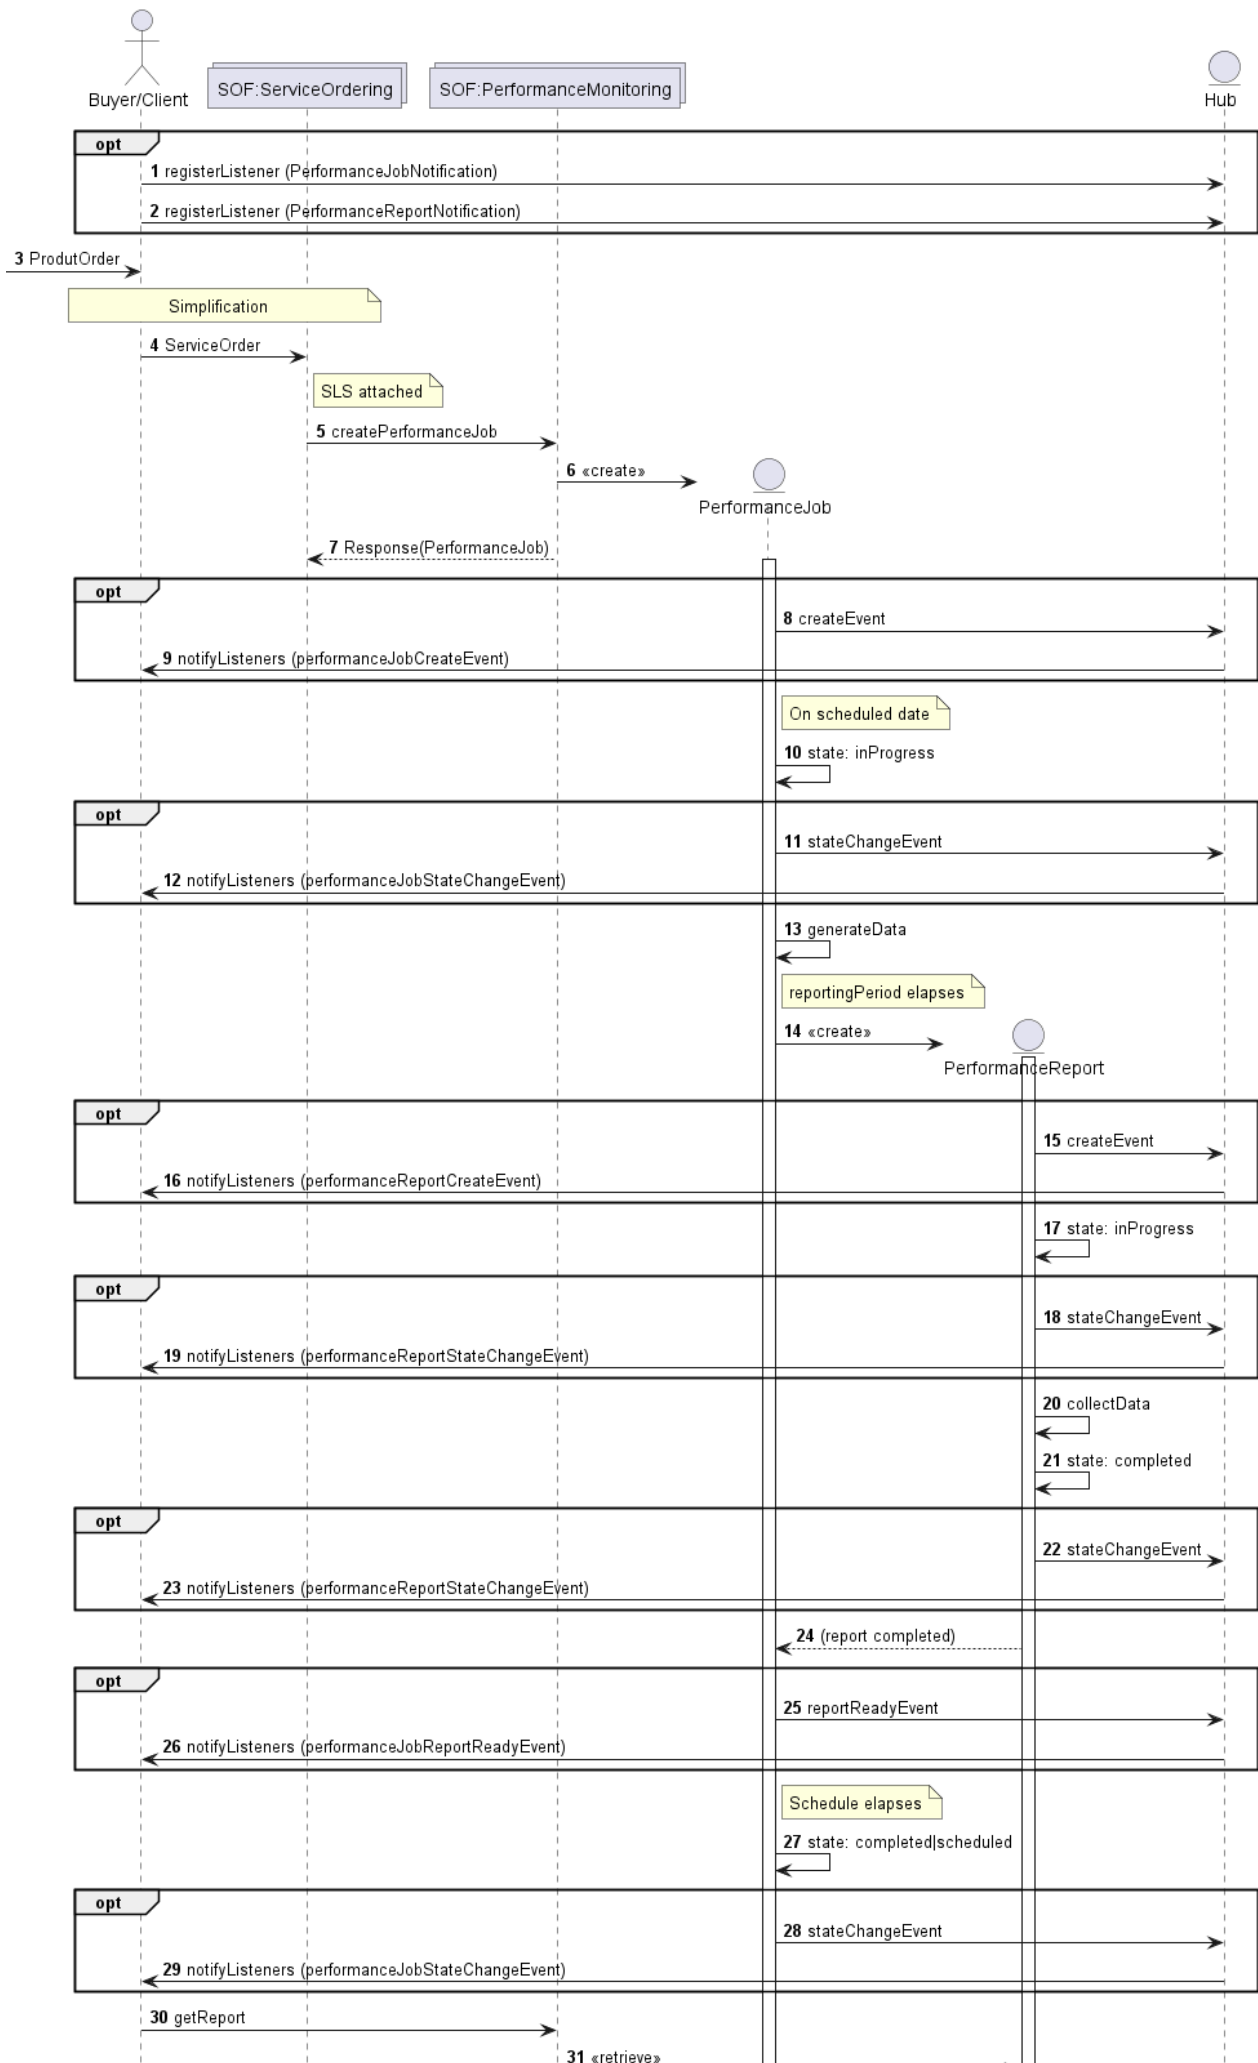 Buyer/Client
SOF:ServiceOrdering
SOF:PerformanceMonitoring
Hub
opt
1 registerListener (PerformanceJobNotification)
2 registerListener (PerformanceReportNotification)
3 ProdutOrder
Simplification
4 ServiceOrder
SLS attached
5 createPerformanceJob
6 «create»
PerformanceJob
7 Response(PerformanceJob)
opt
8 createEvent
9 notifyListeners (performanceJobCreateEvent)
On scheduled date
10 state: inProgress
opt
11 stateChangeEvent
12 notifyListeners (performanceJobStateChangeEvent)
13 generateData
reportingPeriod elapses
14 «create»
PerformanceReport
opt
15 createEvent
16 notifyListeners (performanceReportCreateEvent)
17 state: inProgress
opt
18 stateChangeEvent
19 notifyListeners (performanceReportStateChangeEvent)
20 collectData
21 state: completed
opt
22 stateChangeEvent
23 notifyListeners (performanceReportStateChangeEvent)
24 (report completed)
opt
25 reportReadyEvent
26 notifyListeners (performanceJobReportReadyEvent)
Schedule elapses
27 state: completed|scheduled
opt
28 stateChangeEvent
29 notifyListeners (performanceJobStateChangeEvent)
30 getReport
31 «retrieve»